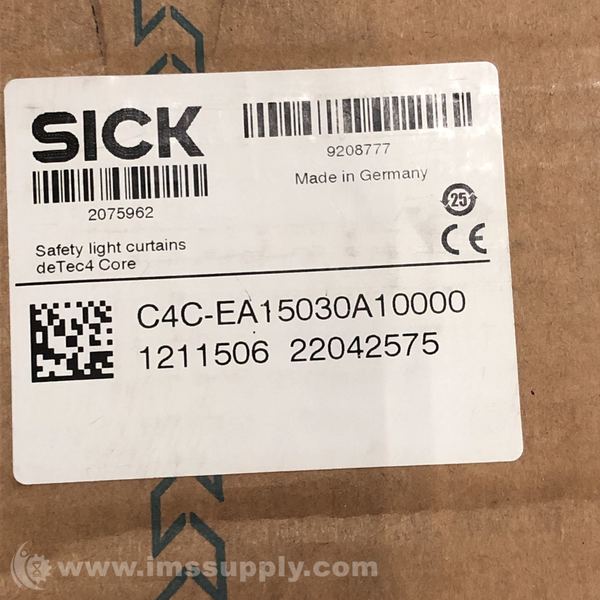 SICK
9208777
Made in Germany
2075962
25
CE
Safety light curtains
deTec4 Core
C4C-EA15030A10000
1211506 22042575
www.imssupply.com